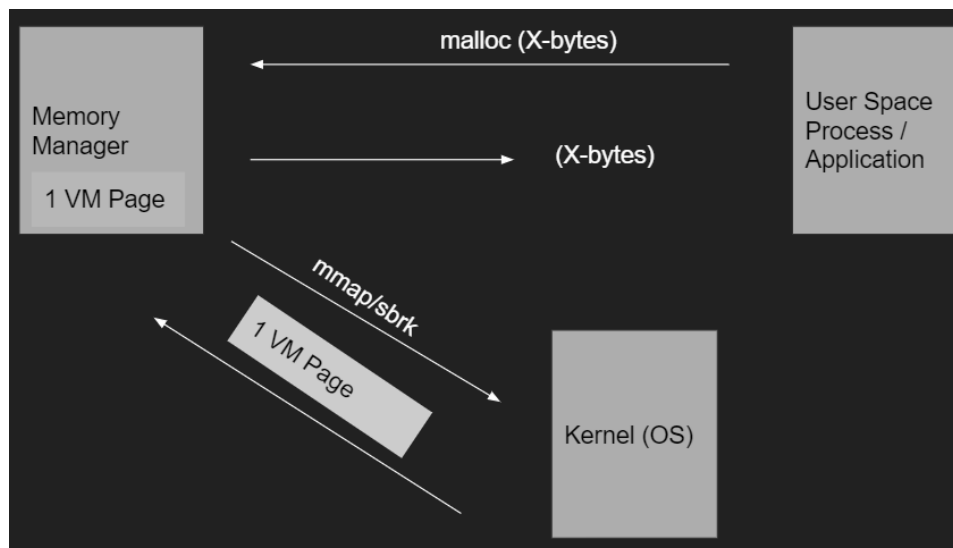 malloc (X-bytes)
Memory
Manager
1 VM Page
(X-bytes)
User Space
Process /
Application
mmap/sbrk
1 VM Page
Kernel (OS)